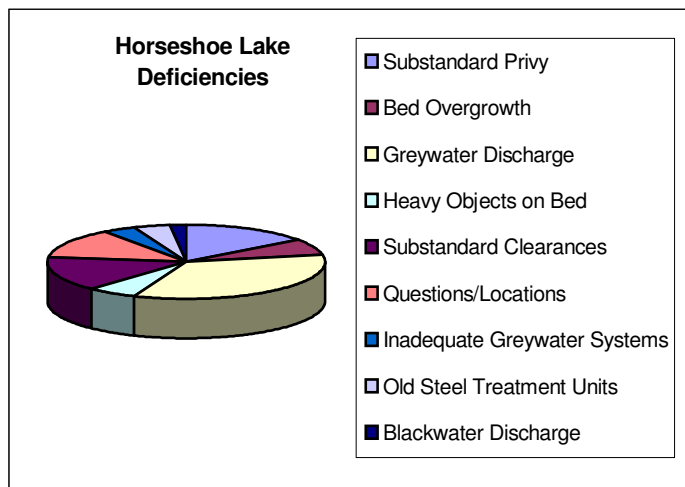 Horseshoe Lake
Deficiencies
Substandard Privy
Bed Overgrowth
Greywater Discharge
Heavy Objects on Bed
Substandard Clearances
Questions/Locations
Inadequate Greywater Systems
Old Steel Treatment Units
Blackwater Discharge